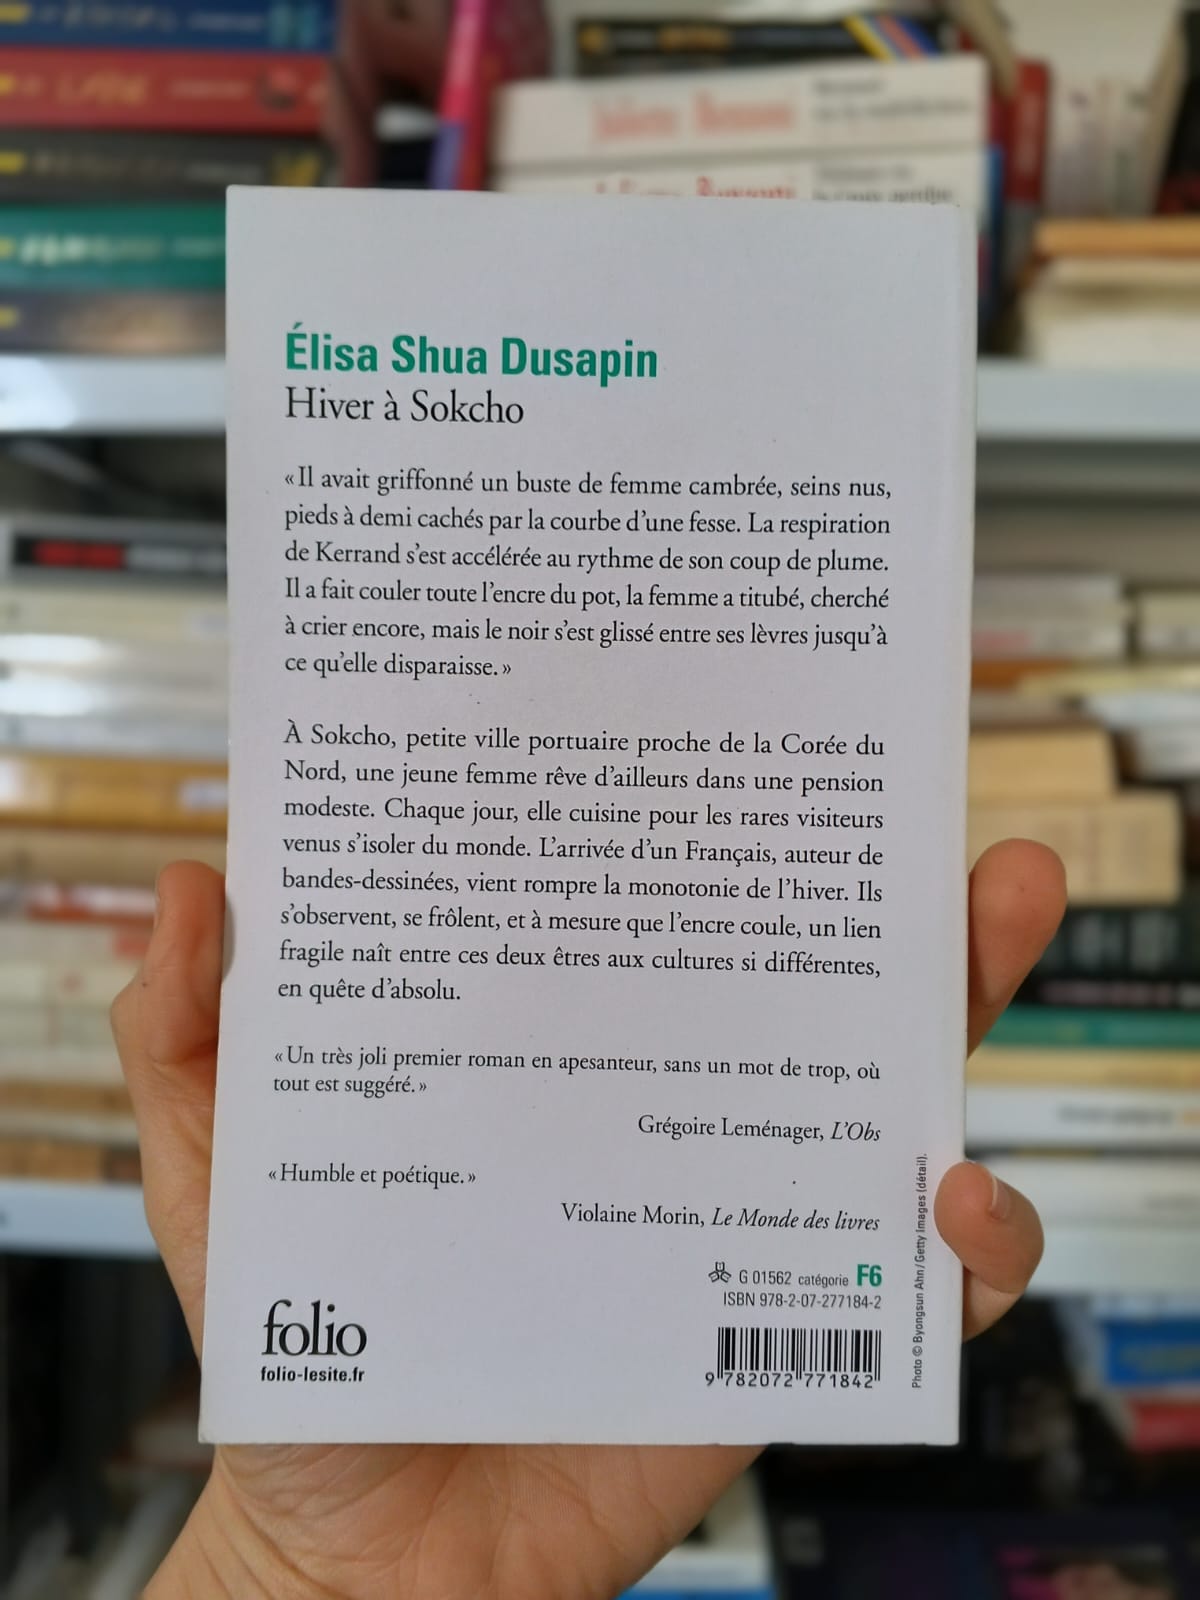 Élisa Shua Dusapin
Hiver à Sokcho
« Il avait griffonné un buste de femme cambrée, seins nus,
pieds à demi cachés par la courbe d’une fesse. La respiration
de Kerrand s’est accélérée au rythme de son coup de plume.
Il a fait couler toute l’encre du pot, la femme a titubé, cherché
à crier encore, mais le noir s’est glissé entre ses lèvres jusqu’à
ce qu’elle disparaisse. »
À Sokcho, petite ville portuaire proche de la Corée du
Nord, une jeune femme rêve d’ailleurs dans une pension
modeste. Chaque jour, elle cuisine pour les rares visiteurs
venus s’isoler du monde. L’arrivée d’un Français, auteur de
bandes-dessinées, vient rompre la monotonie de l’hiver. Ils
s’observent, se frôlent, et à mesure que l’encre coule, un lien
fragile naît entre ces deux êtres aux cultures si différentes,
en quête d’absolu.
« Un très joli premier roman en apesanteur, sans un mot de trop, où
tout est suggéré. »
Grégoire Leménager, L’Obs
« Humble et poétique. »
Violaine Morin, Le Monde des livres
G 01562 catégorie F6
ISBN 978-2-07-277184-2
9 782072 771842
folio
folio-lesite.fr
Photo © Byongsun Ahn / Getty Images (détail).